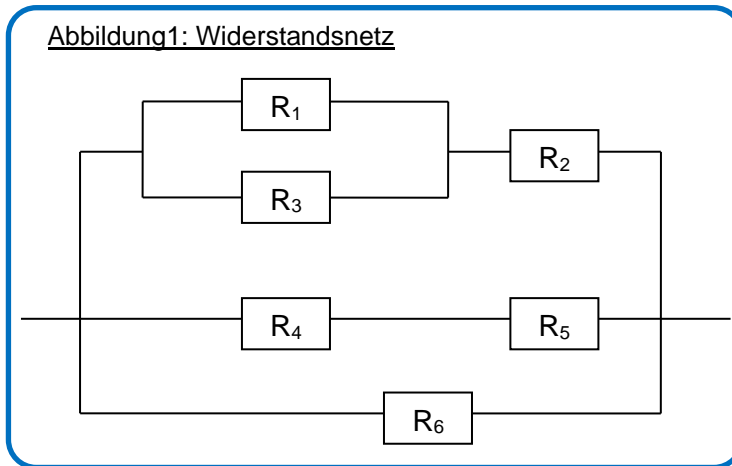 Abbildung1: Widerstandsnetz
R₁
R₂
R₃
R₄
R₅
R₆